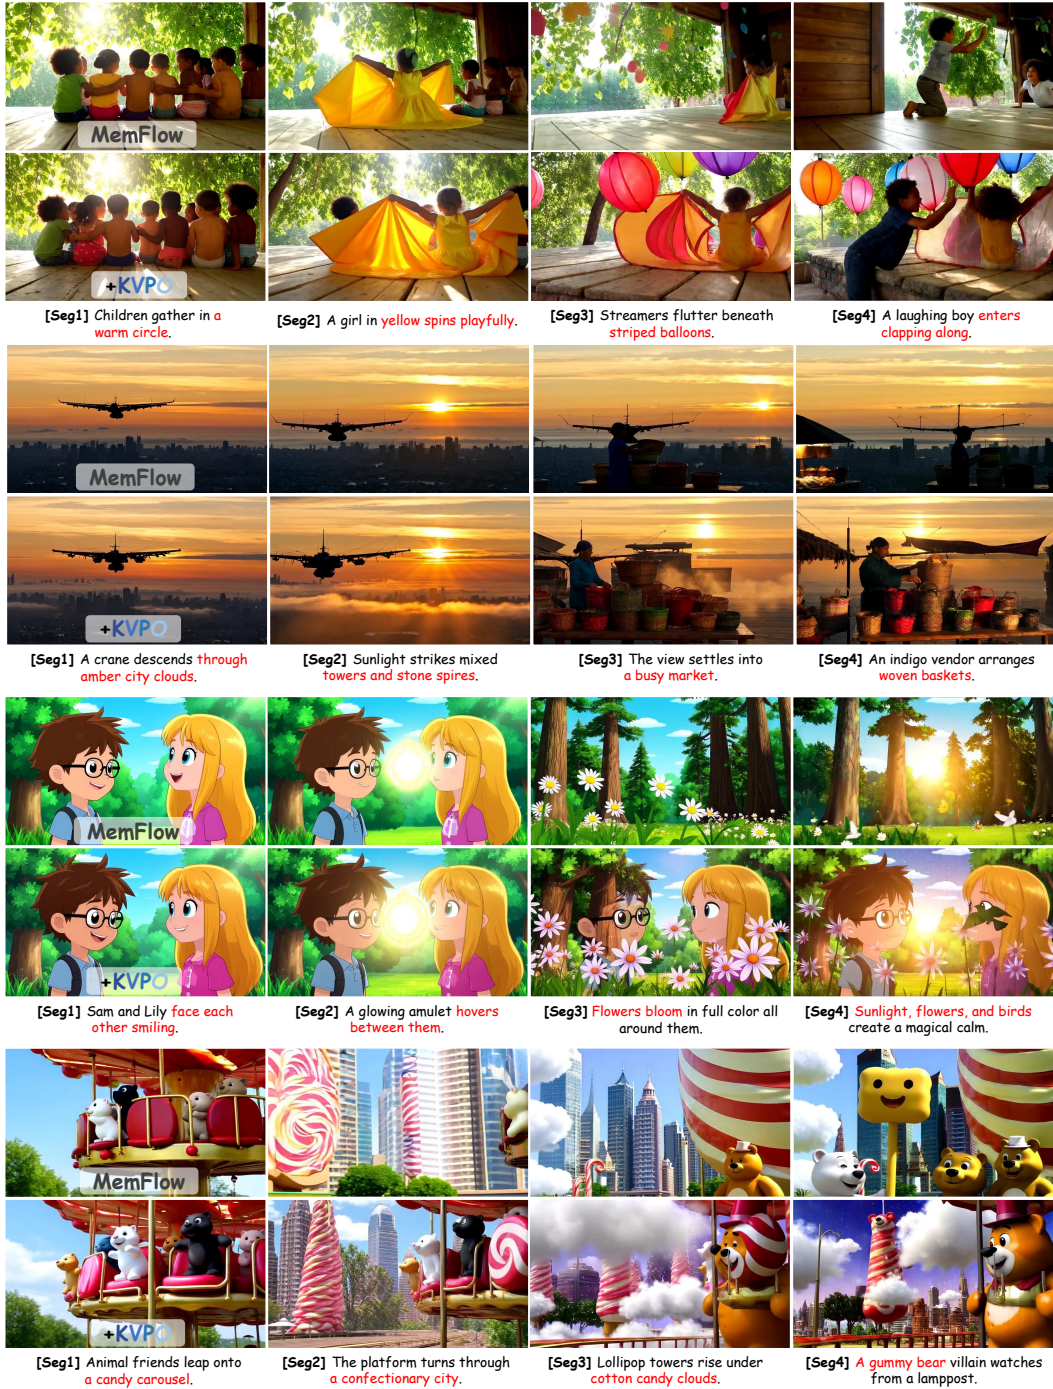 MemFlow
+KVPO
[Seg1] Children gather in a
warm circle.
[Seg2] A girl in yellow spins playfully.
[Seg3] Streamers flutter beneath
striped balloons.
[Seg4] A laughing boy enters
clapping along.
MemFlow
+KVPO
[Seg1] A crane descends through
amber city clouds.
[Seg2] Sunlight strikes mixed
towers and stone spires.
[Seg3] The view settles into
a busy market.
[Seg4] An indigo vendor arranges
woven baskets.
MemFlow
+KVPO
[Seg1] Sam and Lily face each
other smiling.
[Seg2] A glowing amulet hovers
between them.
[Seg3] Flowers bloom in full color all
around them.
[Seg4] Sunlight, flowers, and birds
create a magical calm.
MemFlow
+KVPO
[Seg1] Animal friends leap onto
a candy carousel.
[Seg2] The platform turns through
a confectionary city.
[Seg3] Lollipop towers rise under
cotton candy clouds.
[Seg4] A gummy bear villain watches
from a lamppost.